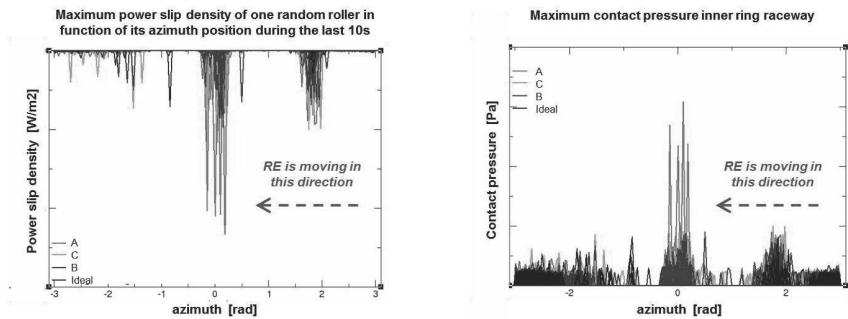 Maximum power slip density of one random roller in
function of its azimuth position during the last 10s
Power slip density [W/m2]
RE is moving in
this direction
A
C
B
Ideal
-3 -2 -1 0 1 2 3
azimuth [rad]
Maximum contact pressure inner ring raceway
A
C
B
Ideal
Contact pressure [Pa]
RE is moving in
this direction
-2 0 2
azimuth [rad]